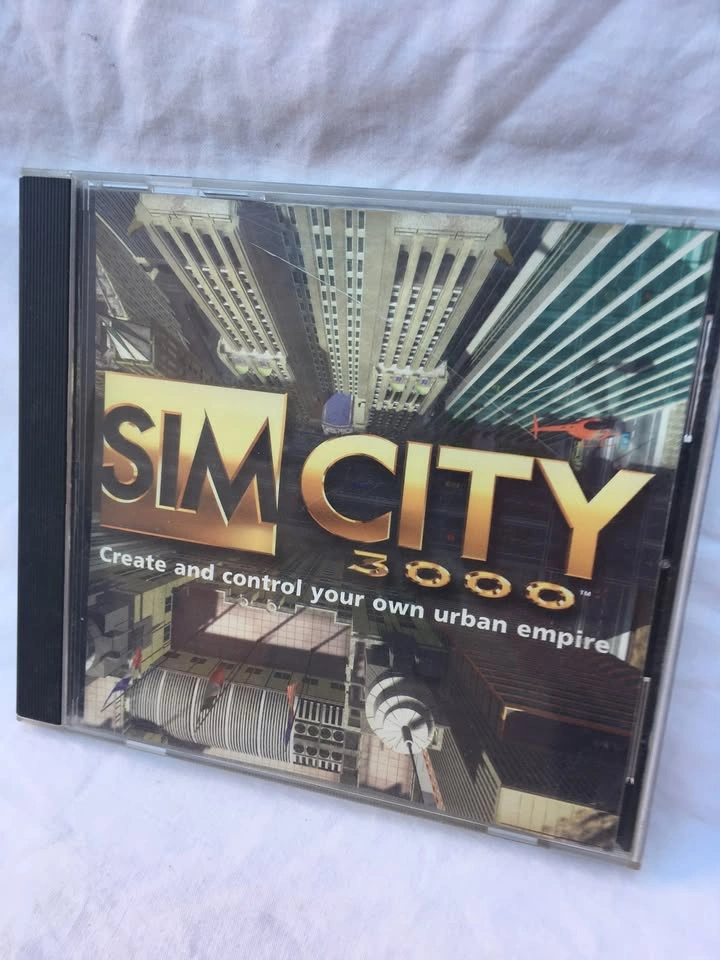 SIM CITY
3000™
Create and control your own urban empire